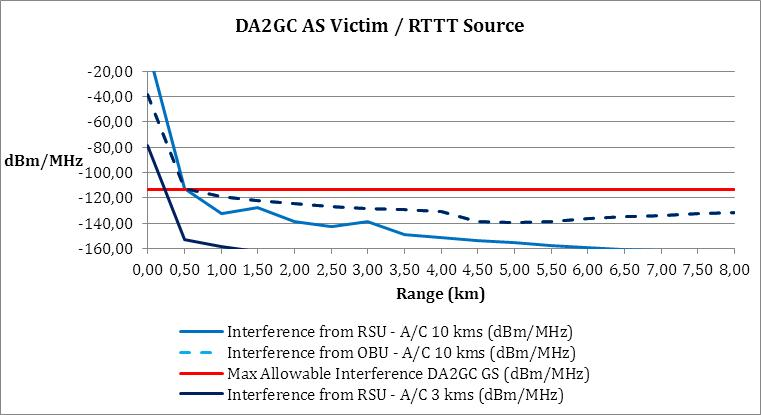 DA2GC AS Victim / RTTT Source
-20,00
-40,00
-60,00
-80,00
-100,00
-120,00
-140,00
-160,00
dBm/MHz
0,00 0,50 1,00 1,50 2,00 2,50 3,00 3,50 4,00 4,50 5,00 5,50 6,00 6,50 7,00 7,50 8,00
Range (km)
Interference from RSU - A/C 10 kms (dBm/MHz)
Interference from OBU - A/C 10 kms (dBm/MHz)
Max Allowable Interference DA2GC GS (dBm/MHz)
Interference from RSU - A/C 3 kms (dBm/MHz)